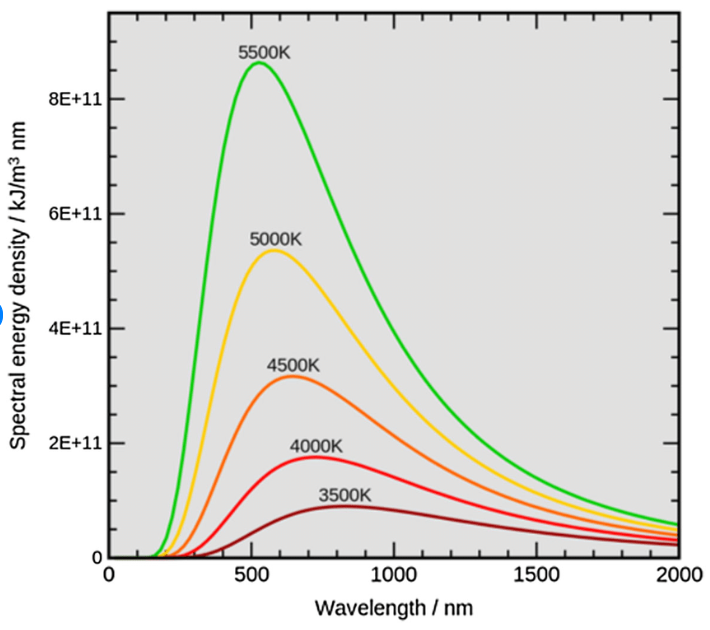 5500K
8E+11
6E+11
5000K
4E+11
4500K
2E+11
4000K
3500K
0
0
500
1000
1500
2000
Wavelength / nm
Spectral energy density / kJ/m³ nm